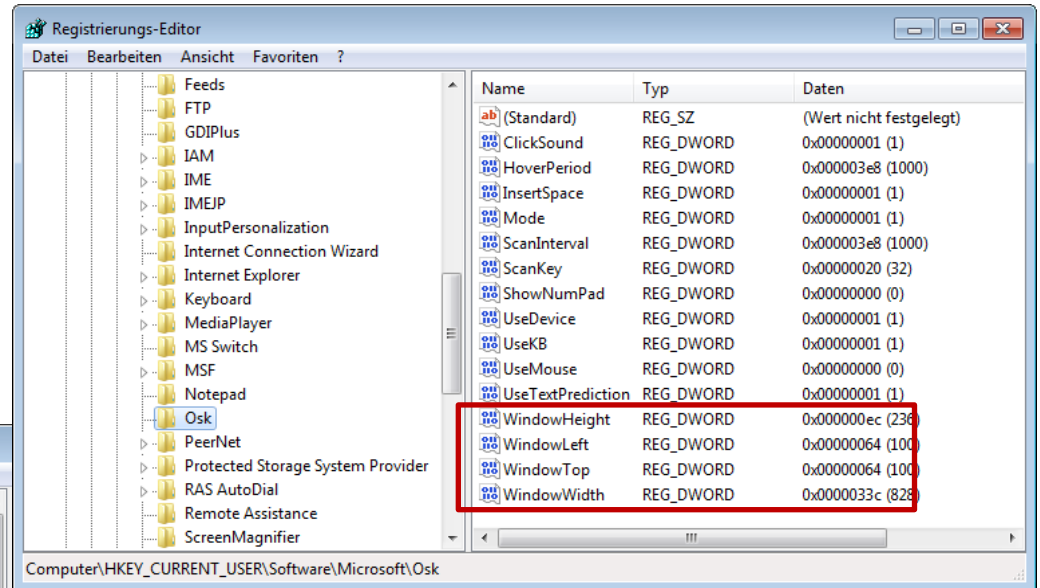 Registrierungs-Editor
Datei Bearbeiten Ansicht Favoriten ?
Feeds
FTP
GDIPlus
IAM
IME
IMEJP
InputPersonalization
Internet Connection Wizard
Internet Explorer
Keyboard
MediaPlayer
MS Switch
MSF
Notepad
Osk
PeerNet
Protected Storage System Provider
RAS AutoDial
Remote Assistance
ScreenMagnifier
Name Typ Daten
(Standard) REG_SZ (Wert nicht festgelegt)
ClickSound REG_DWORD 0x00000001 (1)
HoverPeriod REG_DWORD 0x000003e8 (1000)
InsertSpace REG_DWORD 0x00000001 (1)
Mode REG_DWORD 0x00000001 (1)
ScanInterval REG_DWORD 0x000003e8 (1000)
ScanKey REG_DWORD 0x00000020 (32)
ShowNumPad REG_DWORD 0x00000000 (0)
UseDevice REG_DWORD 0x00000001 (1)
UseKB REG_DWORD 0x00000001 (1)
UseMouse REG_DWORD 0x00000000 (0)
UseTextPrediction REG_DWORD 0x00000001 (1)
WindowHeight REG_DWORD 0x000000ec (236)
WindowLeft REG_DWORD 0x00000064 (100)
WindowTop REG_DWORD 0x00000064 (100)
WindowWidth REG_DWORD 0x0000033c (828)
Computer\HKEY_CURRENT_USER\Software\Microsoft\Osk